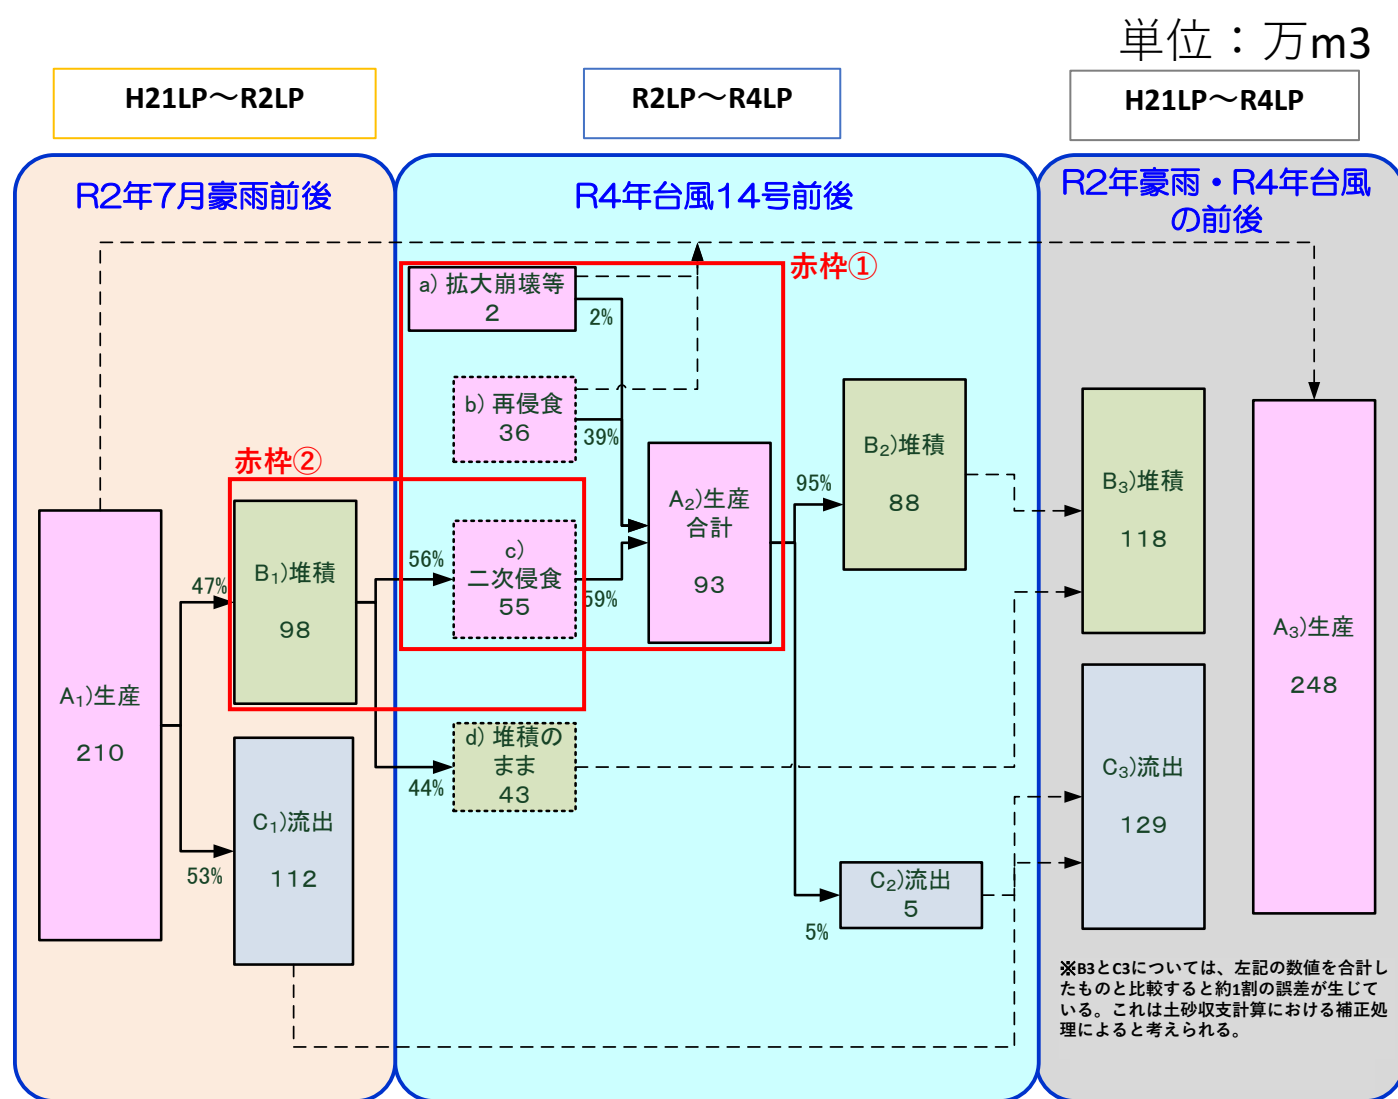 単位：万m3
H21LP～R2LP
R2LP～R4LP
H21LP～R4LP
R2年7月豪雨前後
R4年台風14号前後
R2年豪雨・R4年台風
の前後
赤枠①
a) 拡大崩壊等
2
2%
b) 再侵食
36
39%
赤枠②
A₁)生産
210
47%
B₁)堆積
98
53%
C₁)流出
112
56%
c)
二次侵食
55
59%
44%
d) 堆積の
まま
43
A₂)生産
合計
93
95%
B₂)堆積
88
5%
C₂)流出
5
B₃)堆積
118
C₃)流出
129
A₃)生産
248
※B3とC3については、左記の数値を合計し
たものと比較すると約1割の誤差が生じて
いる。これは土砂収支計算における補正処
理によると考えられる。